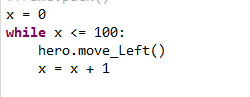 x = 0
while x <= 100:
    hero.move_Left()
    x = x + 1